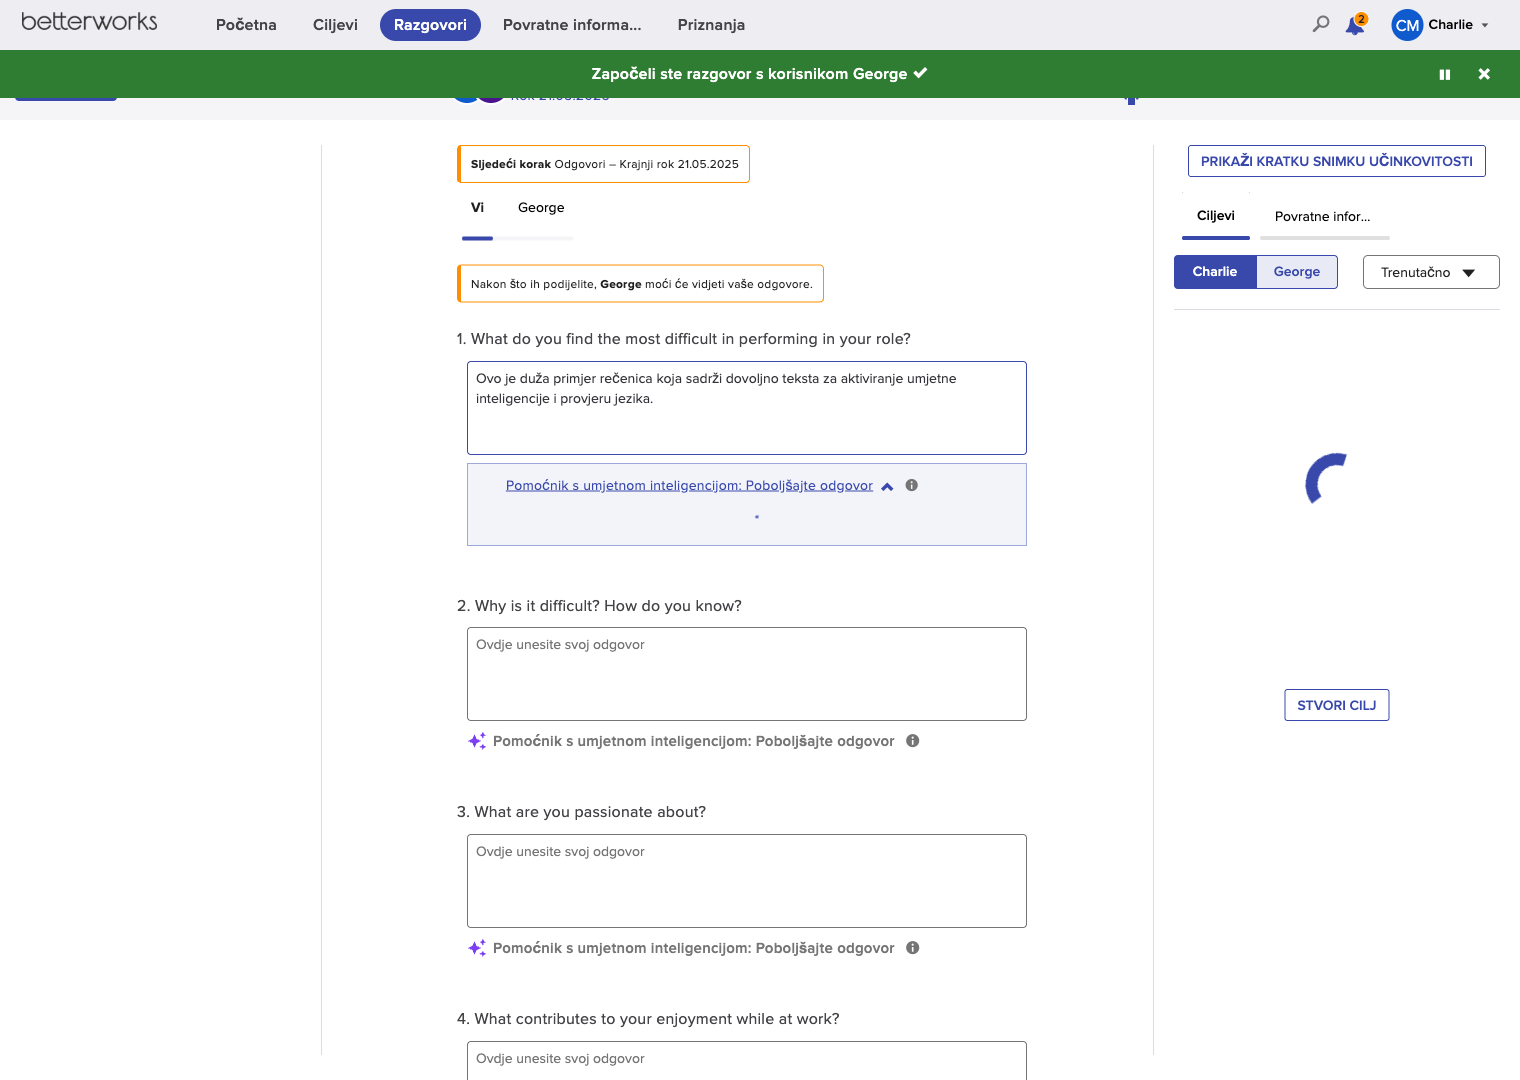 betterworks
Početna
Ciljevi
Razgovori
Povratne informa...
Priznanja
2
CM
Charlie
Započeli ste razgovor s korisnikom George
Sljedeći korak Odgovori – Krajnji rok 21.05.2025
Vi
George
Nakon što ih podijelite, George moći će vidjeti vaše odgovore.
1. What do you find the most difficult in performing in your role?
Ovo je duža primjer rečenica koja sadrži dovoljno teksta za aktiviranje umjetne
inteligencije i provjeru jezika.
Pomoćnik s umjetnom inteligencijom: Poboljšajte odgovor
2. Why is it difficult? How do you know?
Ovdje unesite svoj odgovor
Pomoćnik s umjetnom inteligencijom: Poboljšajte odgovor
3. What are you passionate about?
Ovdje unesite svoj odgovor
Pomoćnik s umjetnom inteligencijom: Poboljšajte odgovor
4. What contributes to your enjoyment while at work?
Ovdje unesite svoj odgovor
PRIKAŽI KRATKU SNIMKU UČINKOVITOSTI
Ciljevi
Povratne infor...
Charlie
George
Trenutačno
STVORI CILJ